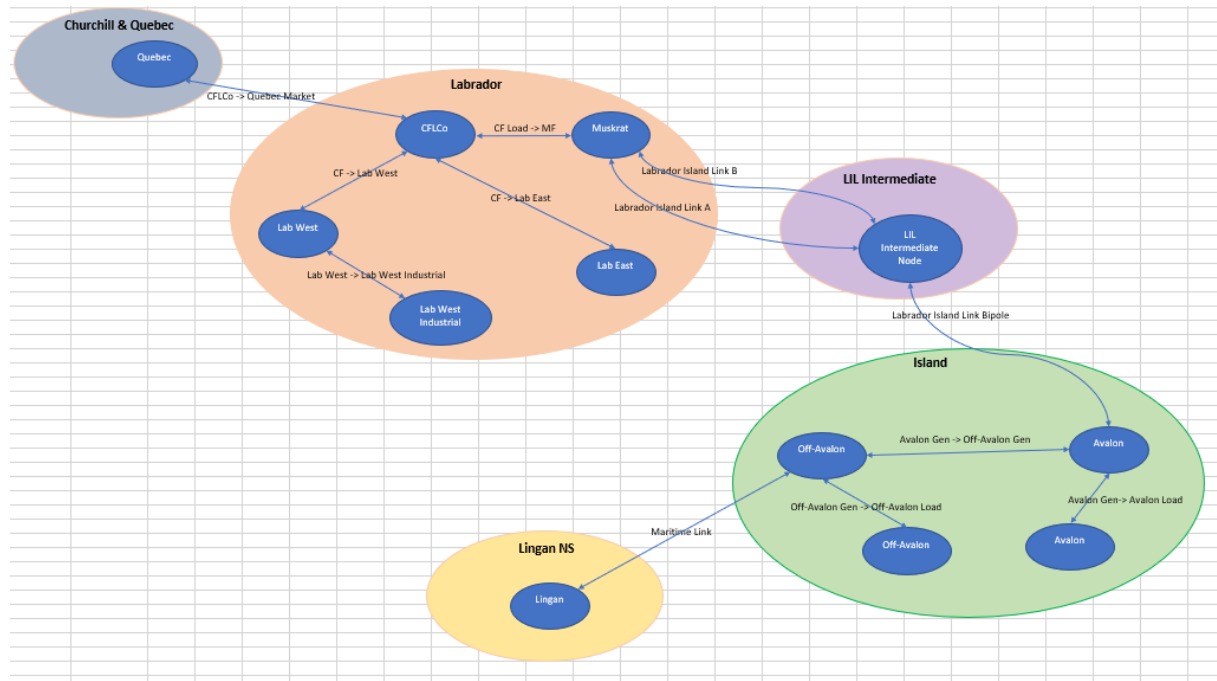 Churchill & Quebec
Quebec
CFLCo -> Quebec Market
Labrador
CFLCo
CF Load -> MF
Muskrat
Labrador Island Link B
CF -> Lab West
CF -> Lab East
Labrador Island Link A
Lab West
Lab East
Lab West -> Lab West Industrial
Lab West
Industrial
LIL Intermediate
LIL
Intermediate
Node
Labrador Island Link Bipole
Island
Off-Avalon
Avalon Gen -> Off-Avalon Gen
Avalon
Off-Avalon Gen -> Off-Avalon Load
Avalon Gen-> Avalon Load
Off-Avalon
Avalon
Maritime Link
Lingan NS
Lingan